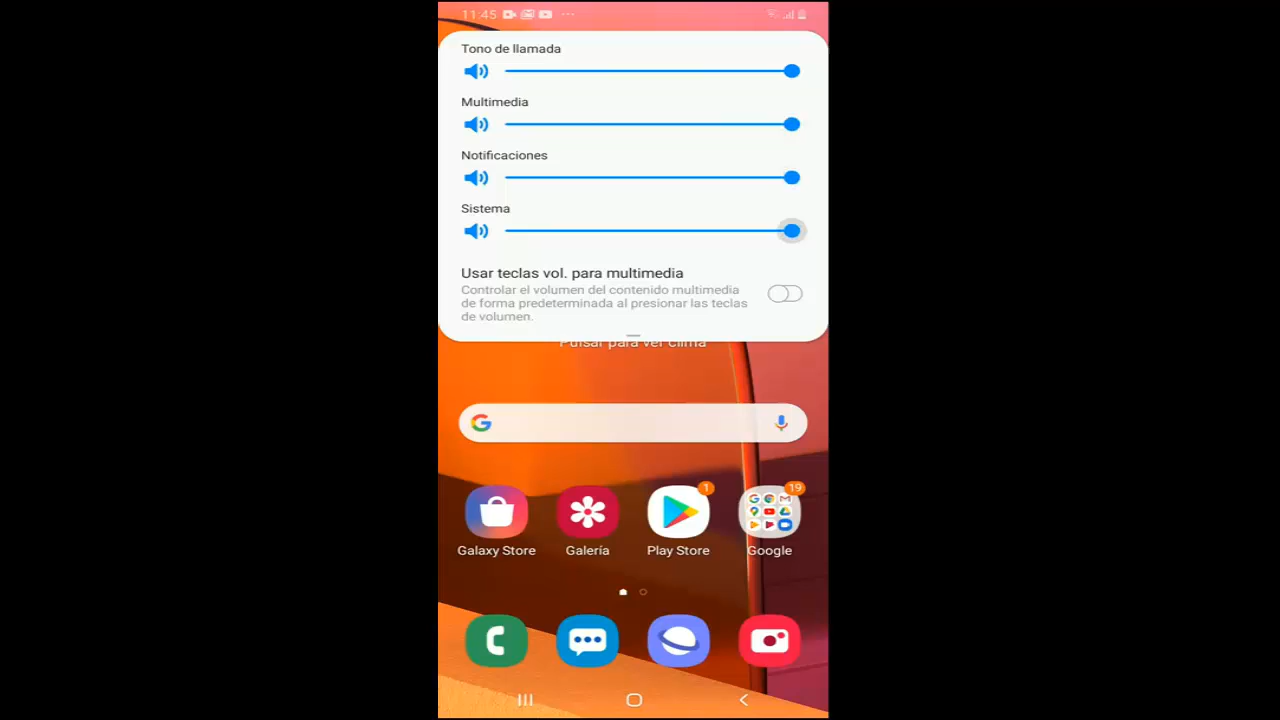 11:45
Tono de llamada
Multimedia
Notificaciones
Sistema
Usar teclas vol. para multimedia
Controlar el volumen del contenido multimedia
de forma predeterminada al presionar las teclas
de volumen.
Pulsar para ver clima
1
19
Galaxy Store
Galería
Play Store
Google